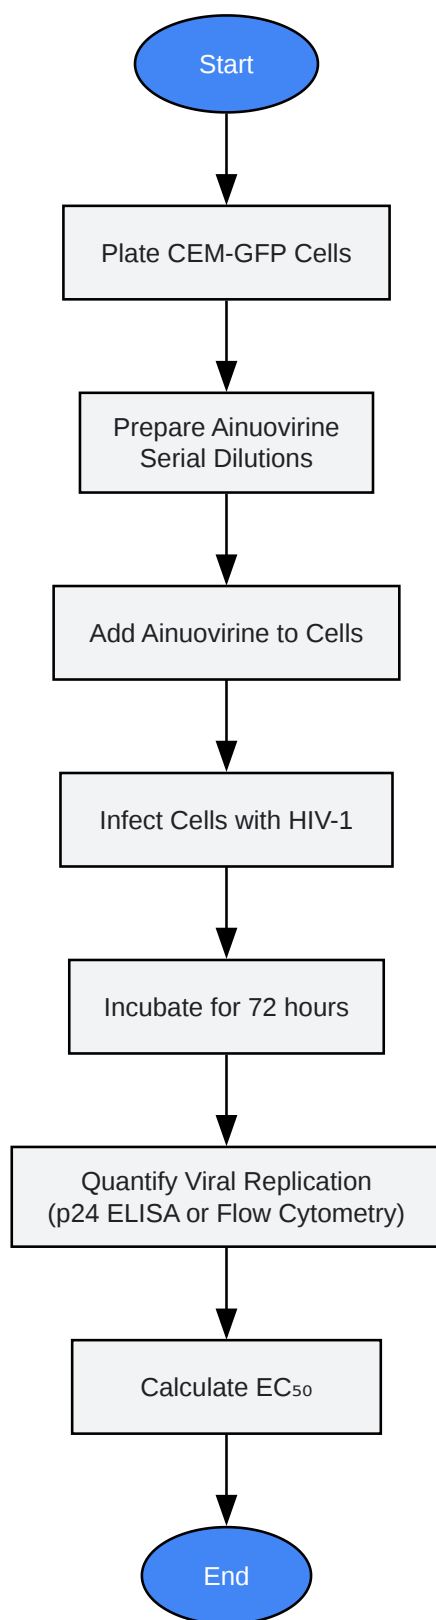 Start
Plate CEM-GFP Cells
Prepare Ainuovirine
Serial Dilutions
Add Ainuovirine to Cells
Infect Cells with HIV-1
Incubate for 72 hours
Quantify Viral Replication
(p24 ELISA or Flow Cytometry)
Calculate EC₅₀
End